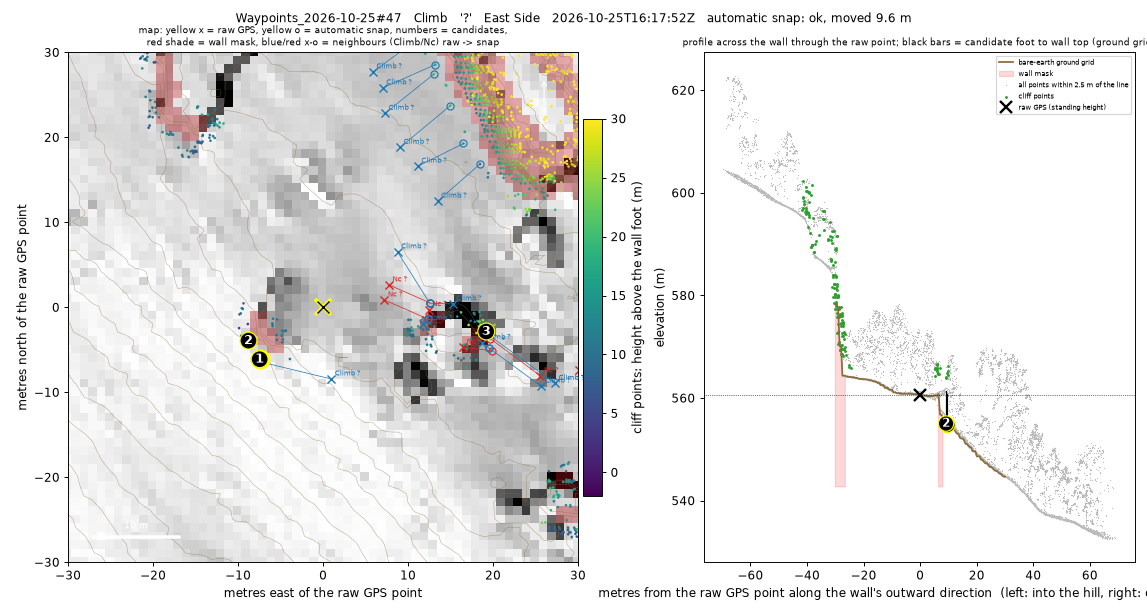 Waypoints_2026-10-25#47 Climb '?' East Side 2026-10-25T16:17:52Z automatic snap: ok, moved 9.6 m
map: yellow x = raw GPS, yellow o = automatic snap, numbers = candidates,
red shade = wall mask, blue/red x-o = neighbours (Climb/Nc) raw -> snap
profile across the wall through the raw point; black bars = candidate foot to wall top (ground gri
metres north of the raw GPS point
30
20
10
0
−10
−20
−30
−30
−20
−10
0
10
20
30
metres east of the raw GPS point
Climb ?
Climb ?
Climb ?
Climb ?
Climb ?
Climb ?
Climb ?
Nc ?
Nc ?
Climb ?
1
2
3
30
25
20
15
10
5
0
cliff points: height above the wall foot (m)
bare-earth ground grid
wall mask
all points within 2.5 m of the line
cliff points
raw GPS (standing height)
elevation (m)
620
600
580
560
540
2
−60
−40
−20
0
20
40
60
metres from the raw GPS point along the wall's outward direction (left: into the hill, right: